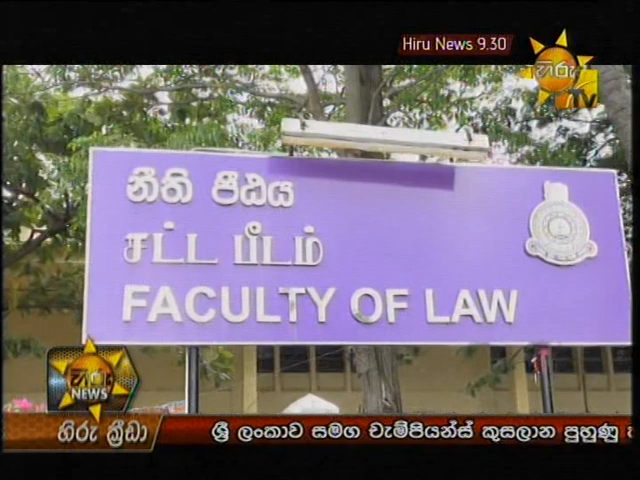 Hiru News 9.30
හිරු
TV
නීති පීඨය
சட்ட பீடம்
FACULTY OF LAW
හිරු
NEWS
හිරු ක්‍රීඩා
ශ්‍රී ලංකාව සමග චැම්පියන්ස් කුසලාන පුහුණු